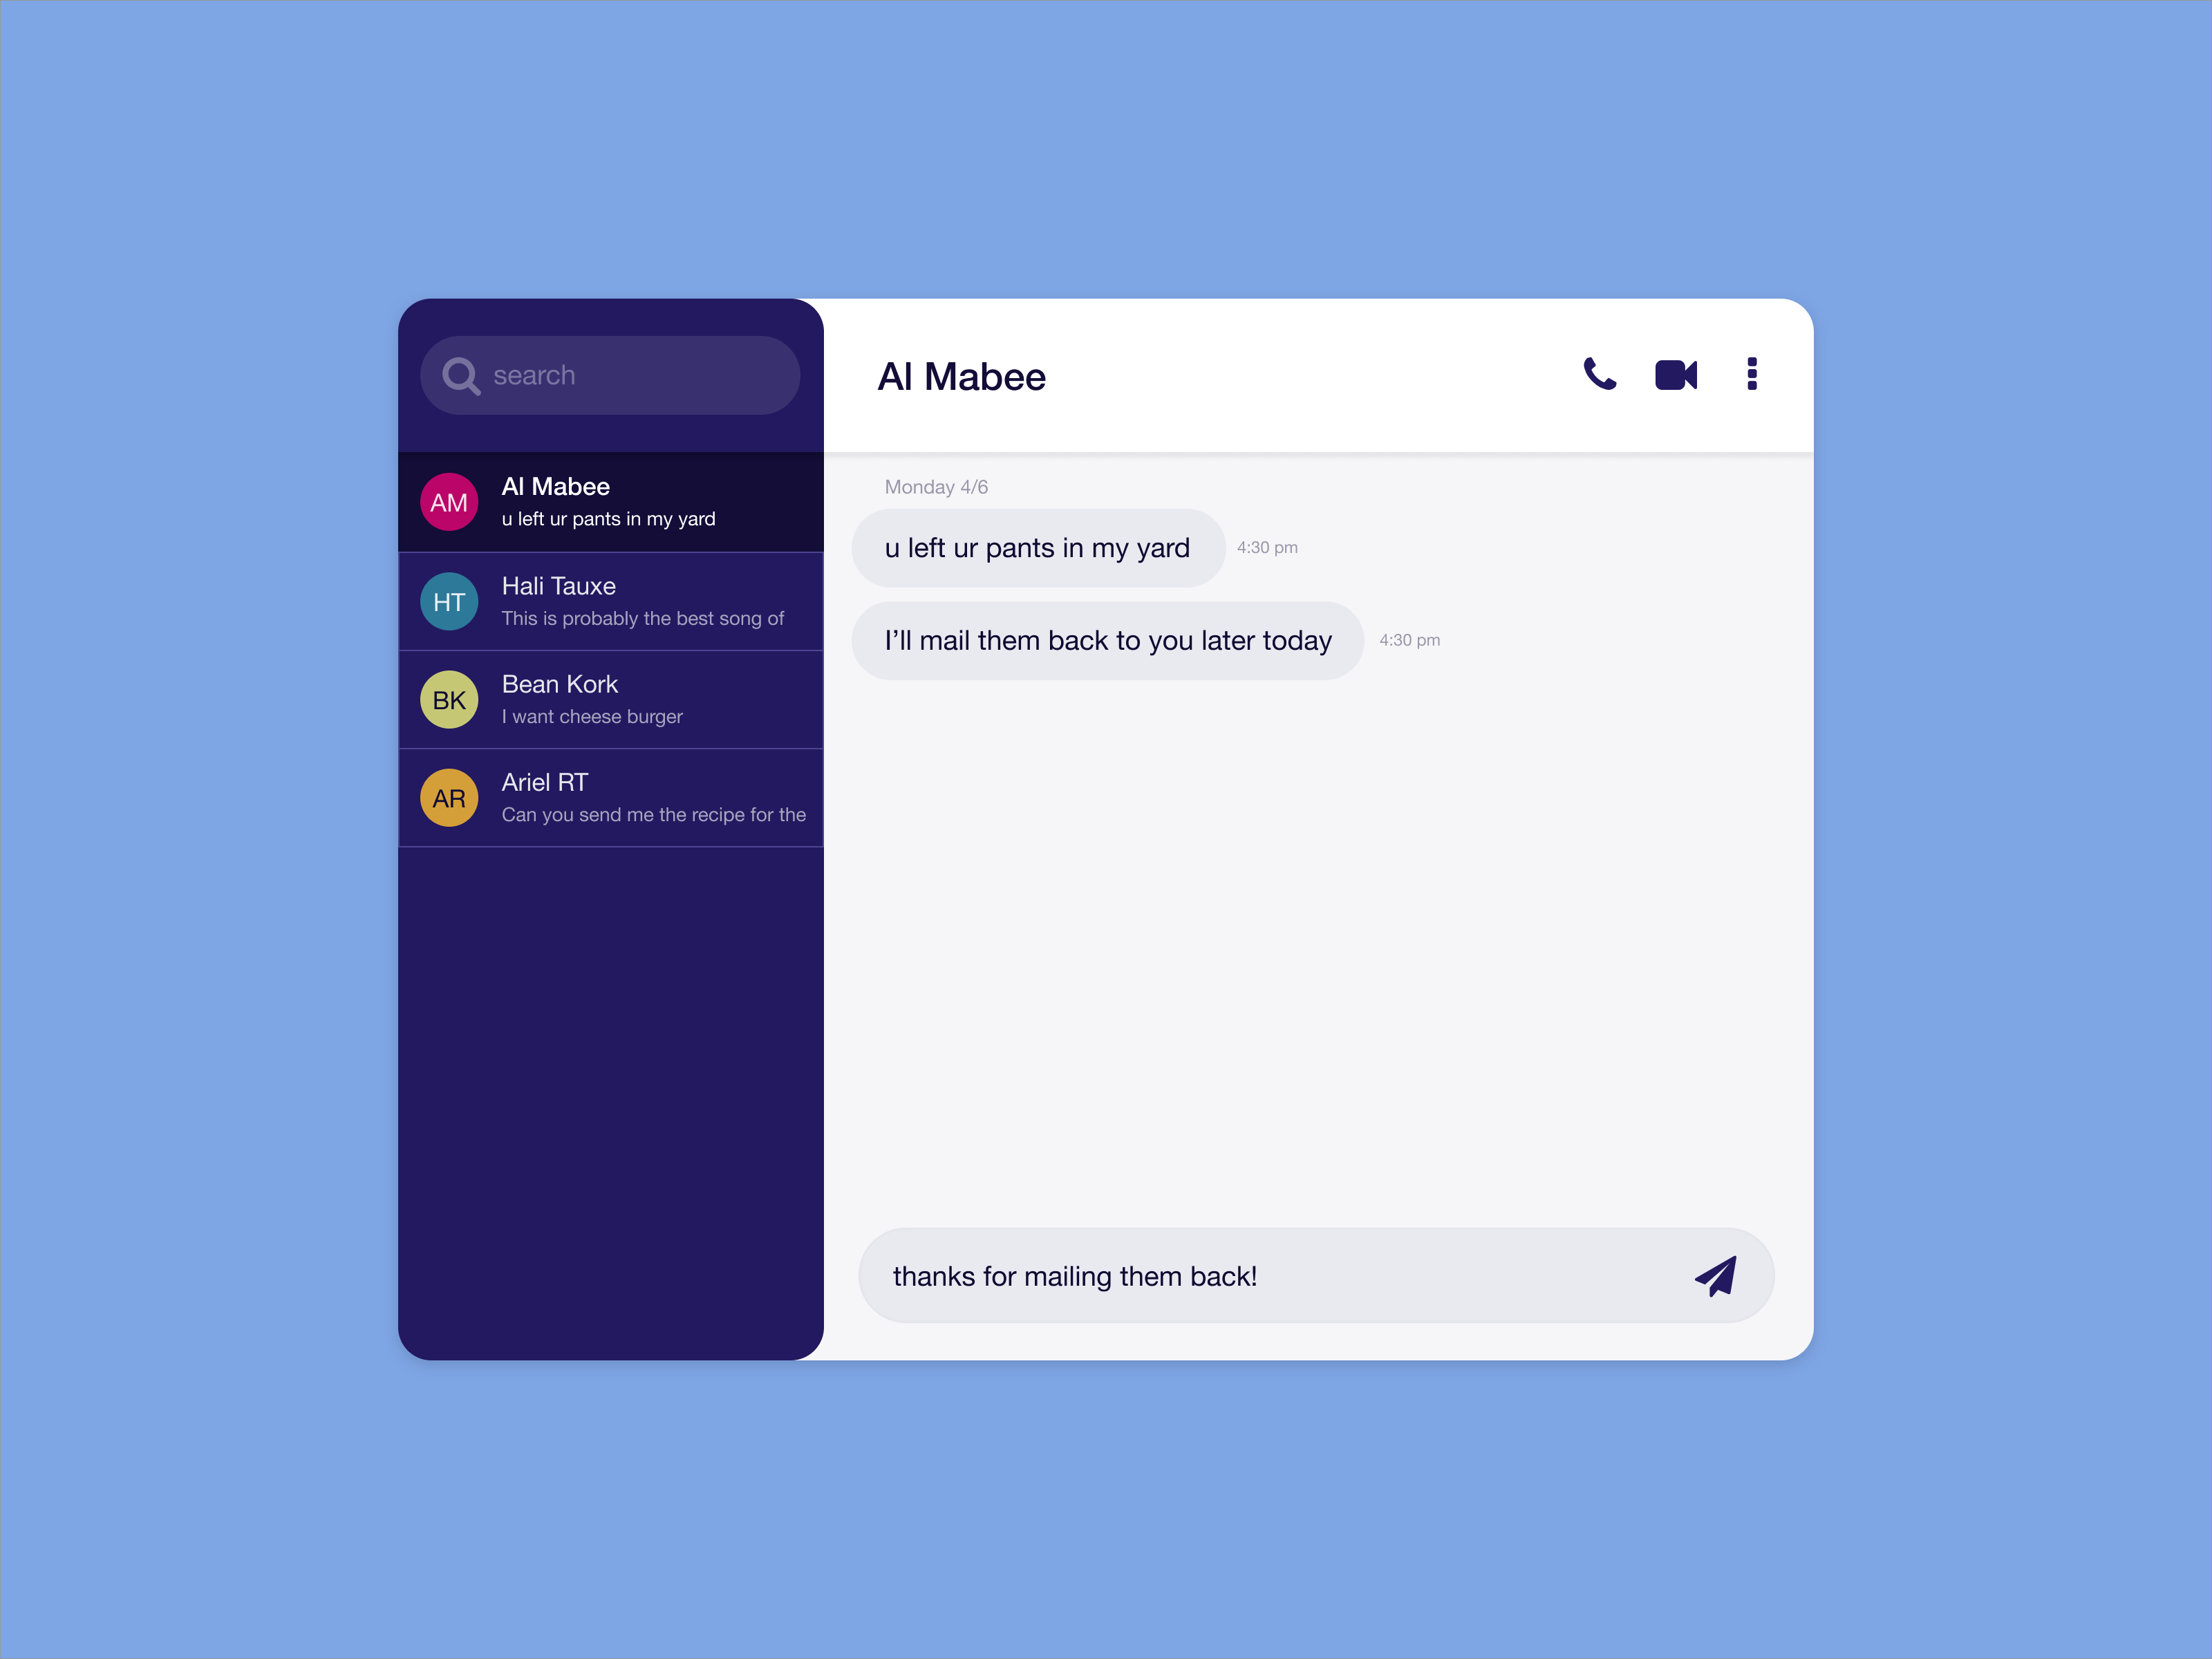 search
Al Mabee
AM
Al Mabee
u left ur pants in my yard
HT
Hali Tauxe
This is probably the best song of
BK
Bean Kork
I want cheese burger
AR
Ariel RT
Can you send me the recipe for the
Monday 4/6
u left ur pants in my yard 4:30 pm
I’ll mail them back to you later today 4:30 pm
thanks for mailing them back!